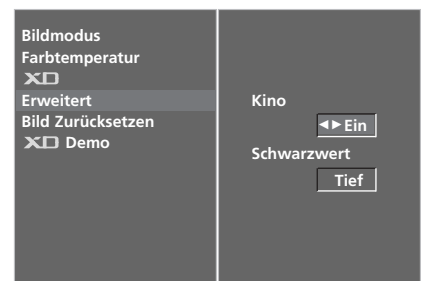 Bildmodus
Farbtemperatur
XD
Erweitert
Bild Zurücksetzen
XD Demo
Kino
◄► Ein
Schwarzwert
Tief